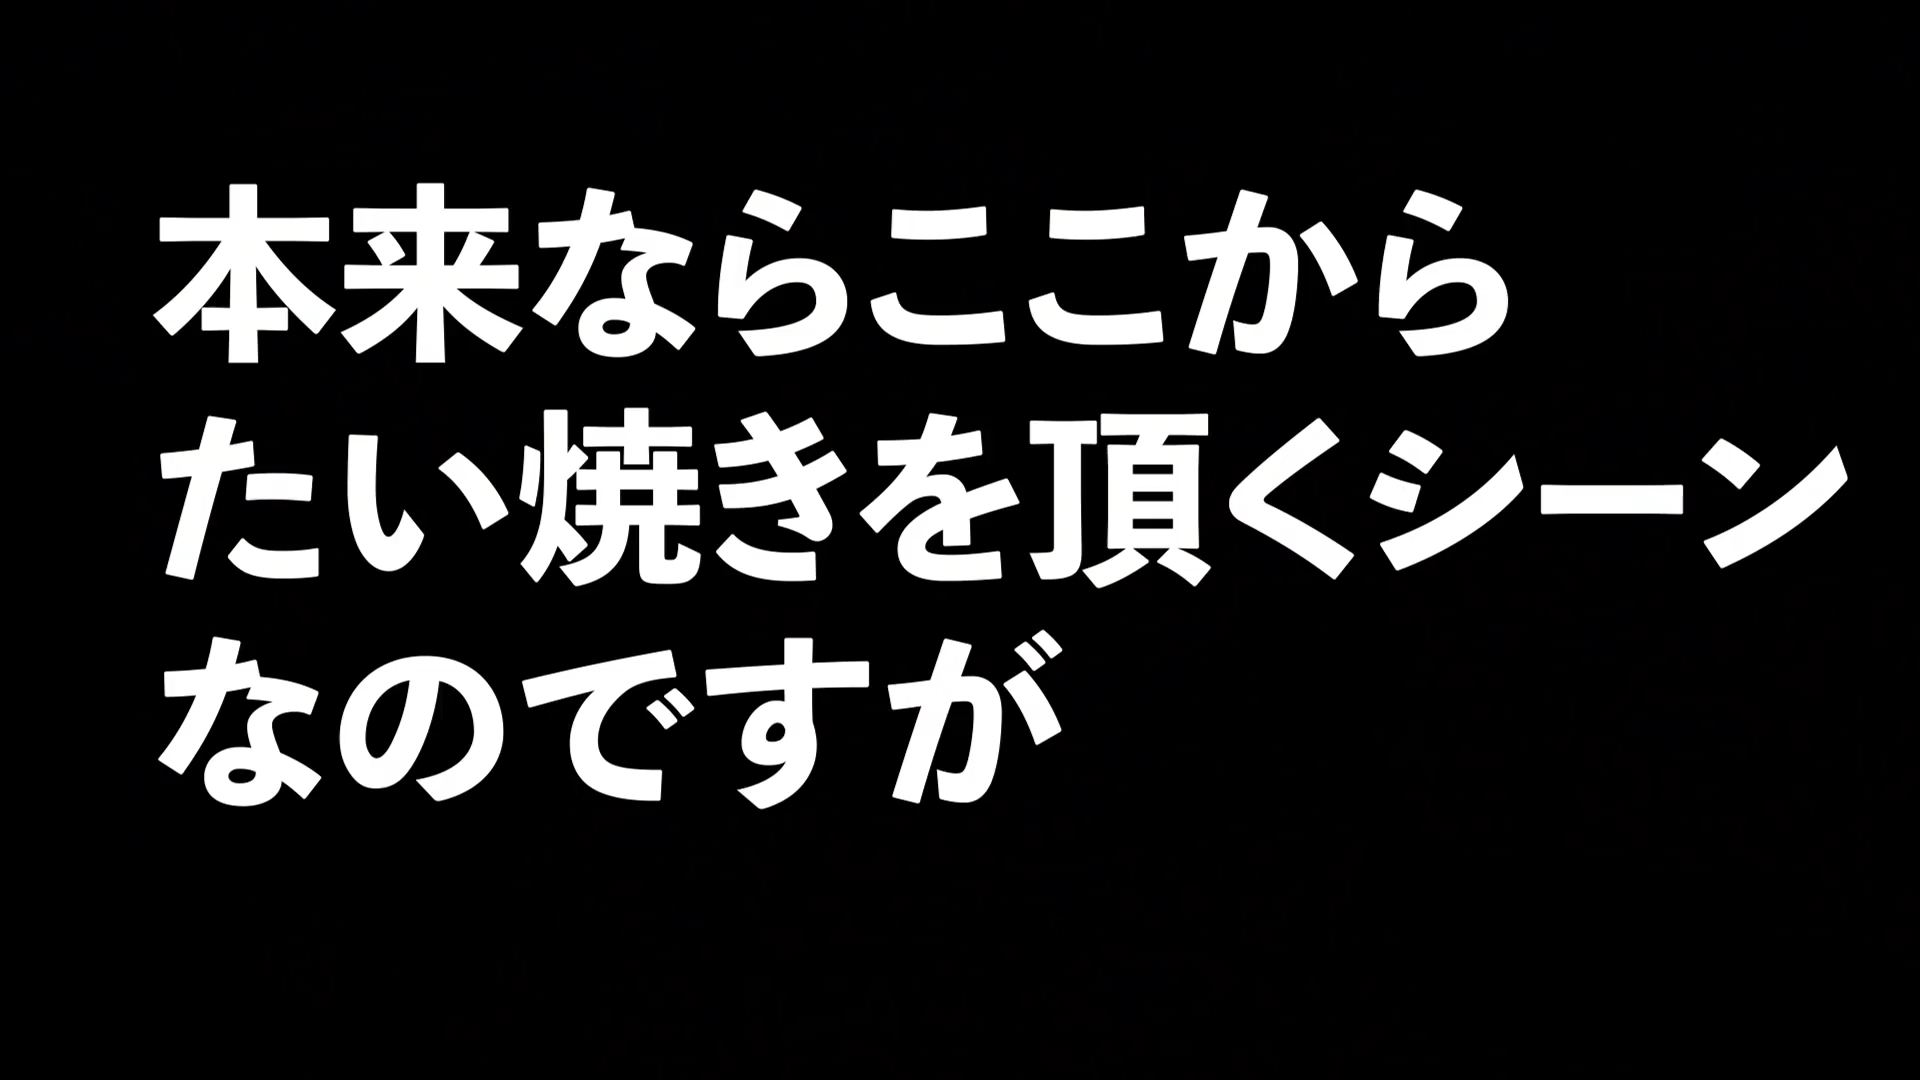 本来ならここから
たい焼きを頂くシーン
なのですが